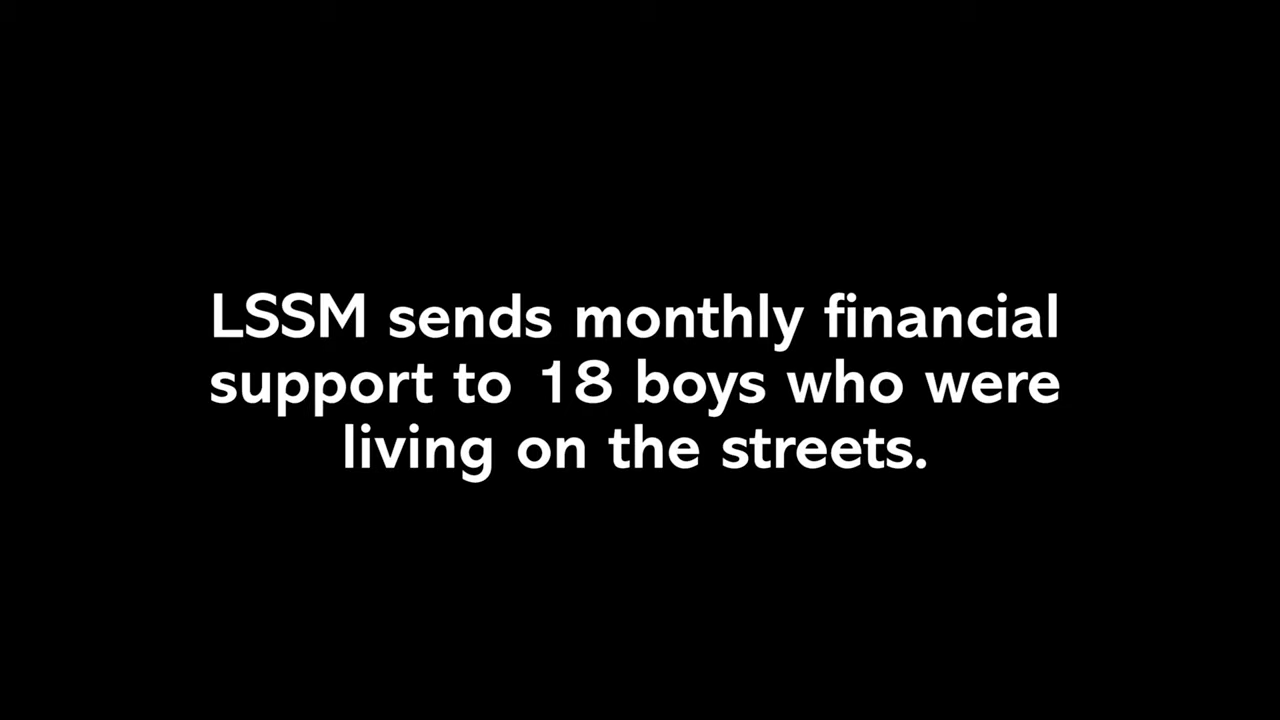 LSSM sends monthly financial
support to 18 boys who were
living on the streets.